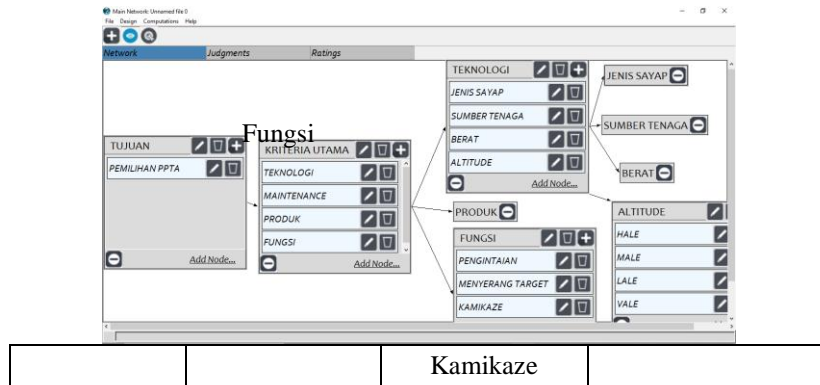 Main Network: Unnamed file 0
File Design Computations Help
Network Judgments Ratings
TUJUAN
PEMILIHAN PPTA
Add Node...
Fungsi
KRITERIA UTAMA
TEKNOLOGI
MAINTENANCE
PRODUK
FUNGSI
Add Node...
TEKNOLOGI
JENIS SAYAP
SUMBER TENAGA
BERAT
ALTITUDE
Add Node...
PRODUK
FUNGSI
PENGINTAIAN
MENYERANG TARGET
KAMIKAZE
JENIS SAYAP
SUMBER TENAGA
BERAT
ALTITUDE
HALE
MALE
LALE
VALE
Kamikaze